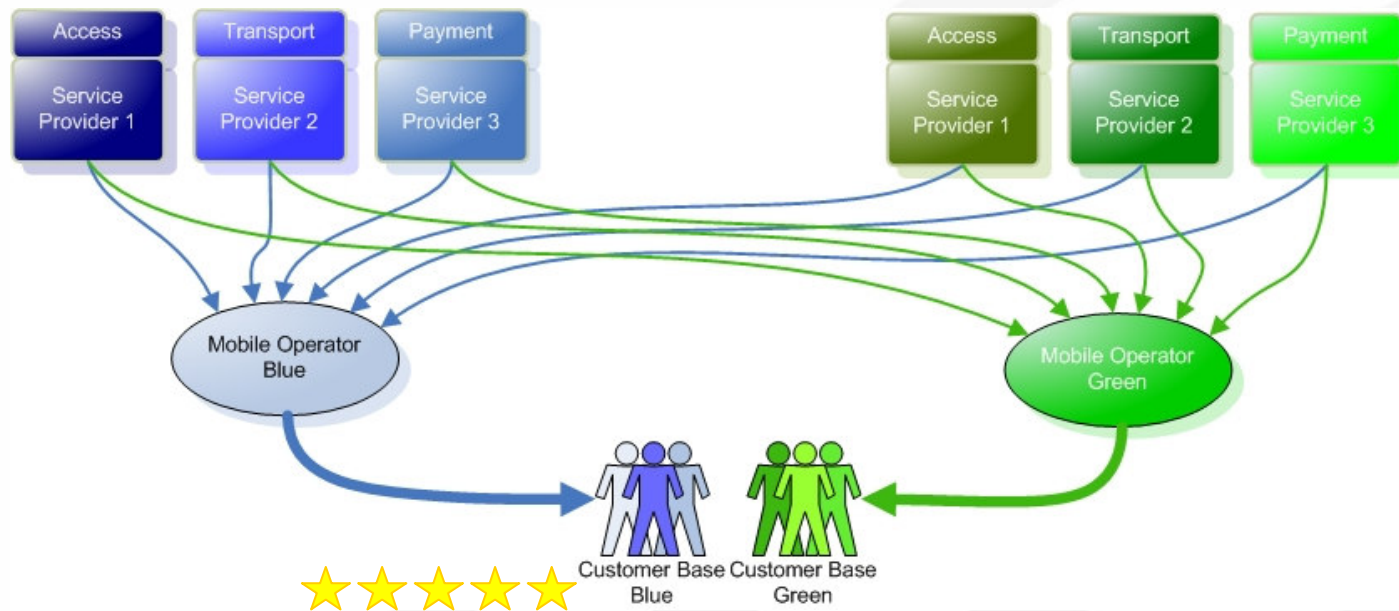 Access
Transport
Payment
Access
Transport
Payment
Service
Provider 1
Service
Provider 2
Service
Provider 3
Service
Provider 1
Service
Provider 2
Service
Provider 3
Mobile Operator
Blue
Mobile Operator
Green
Customer Base
Blue
Customer Base
Green